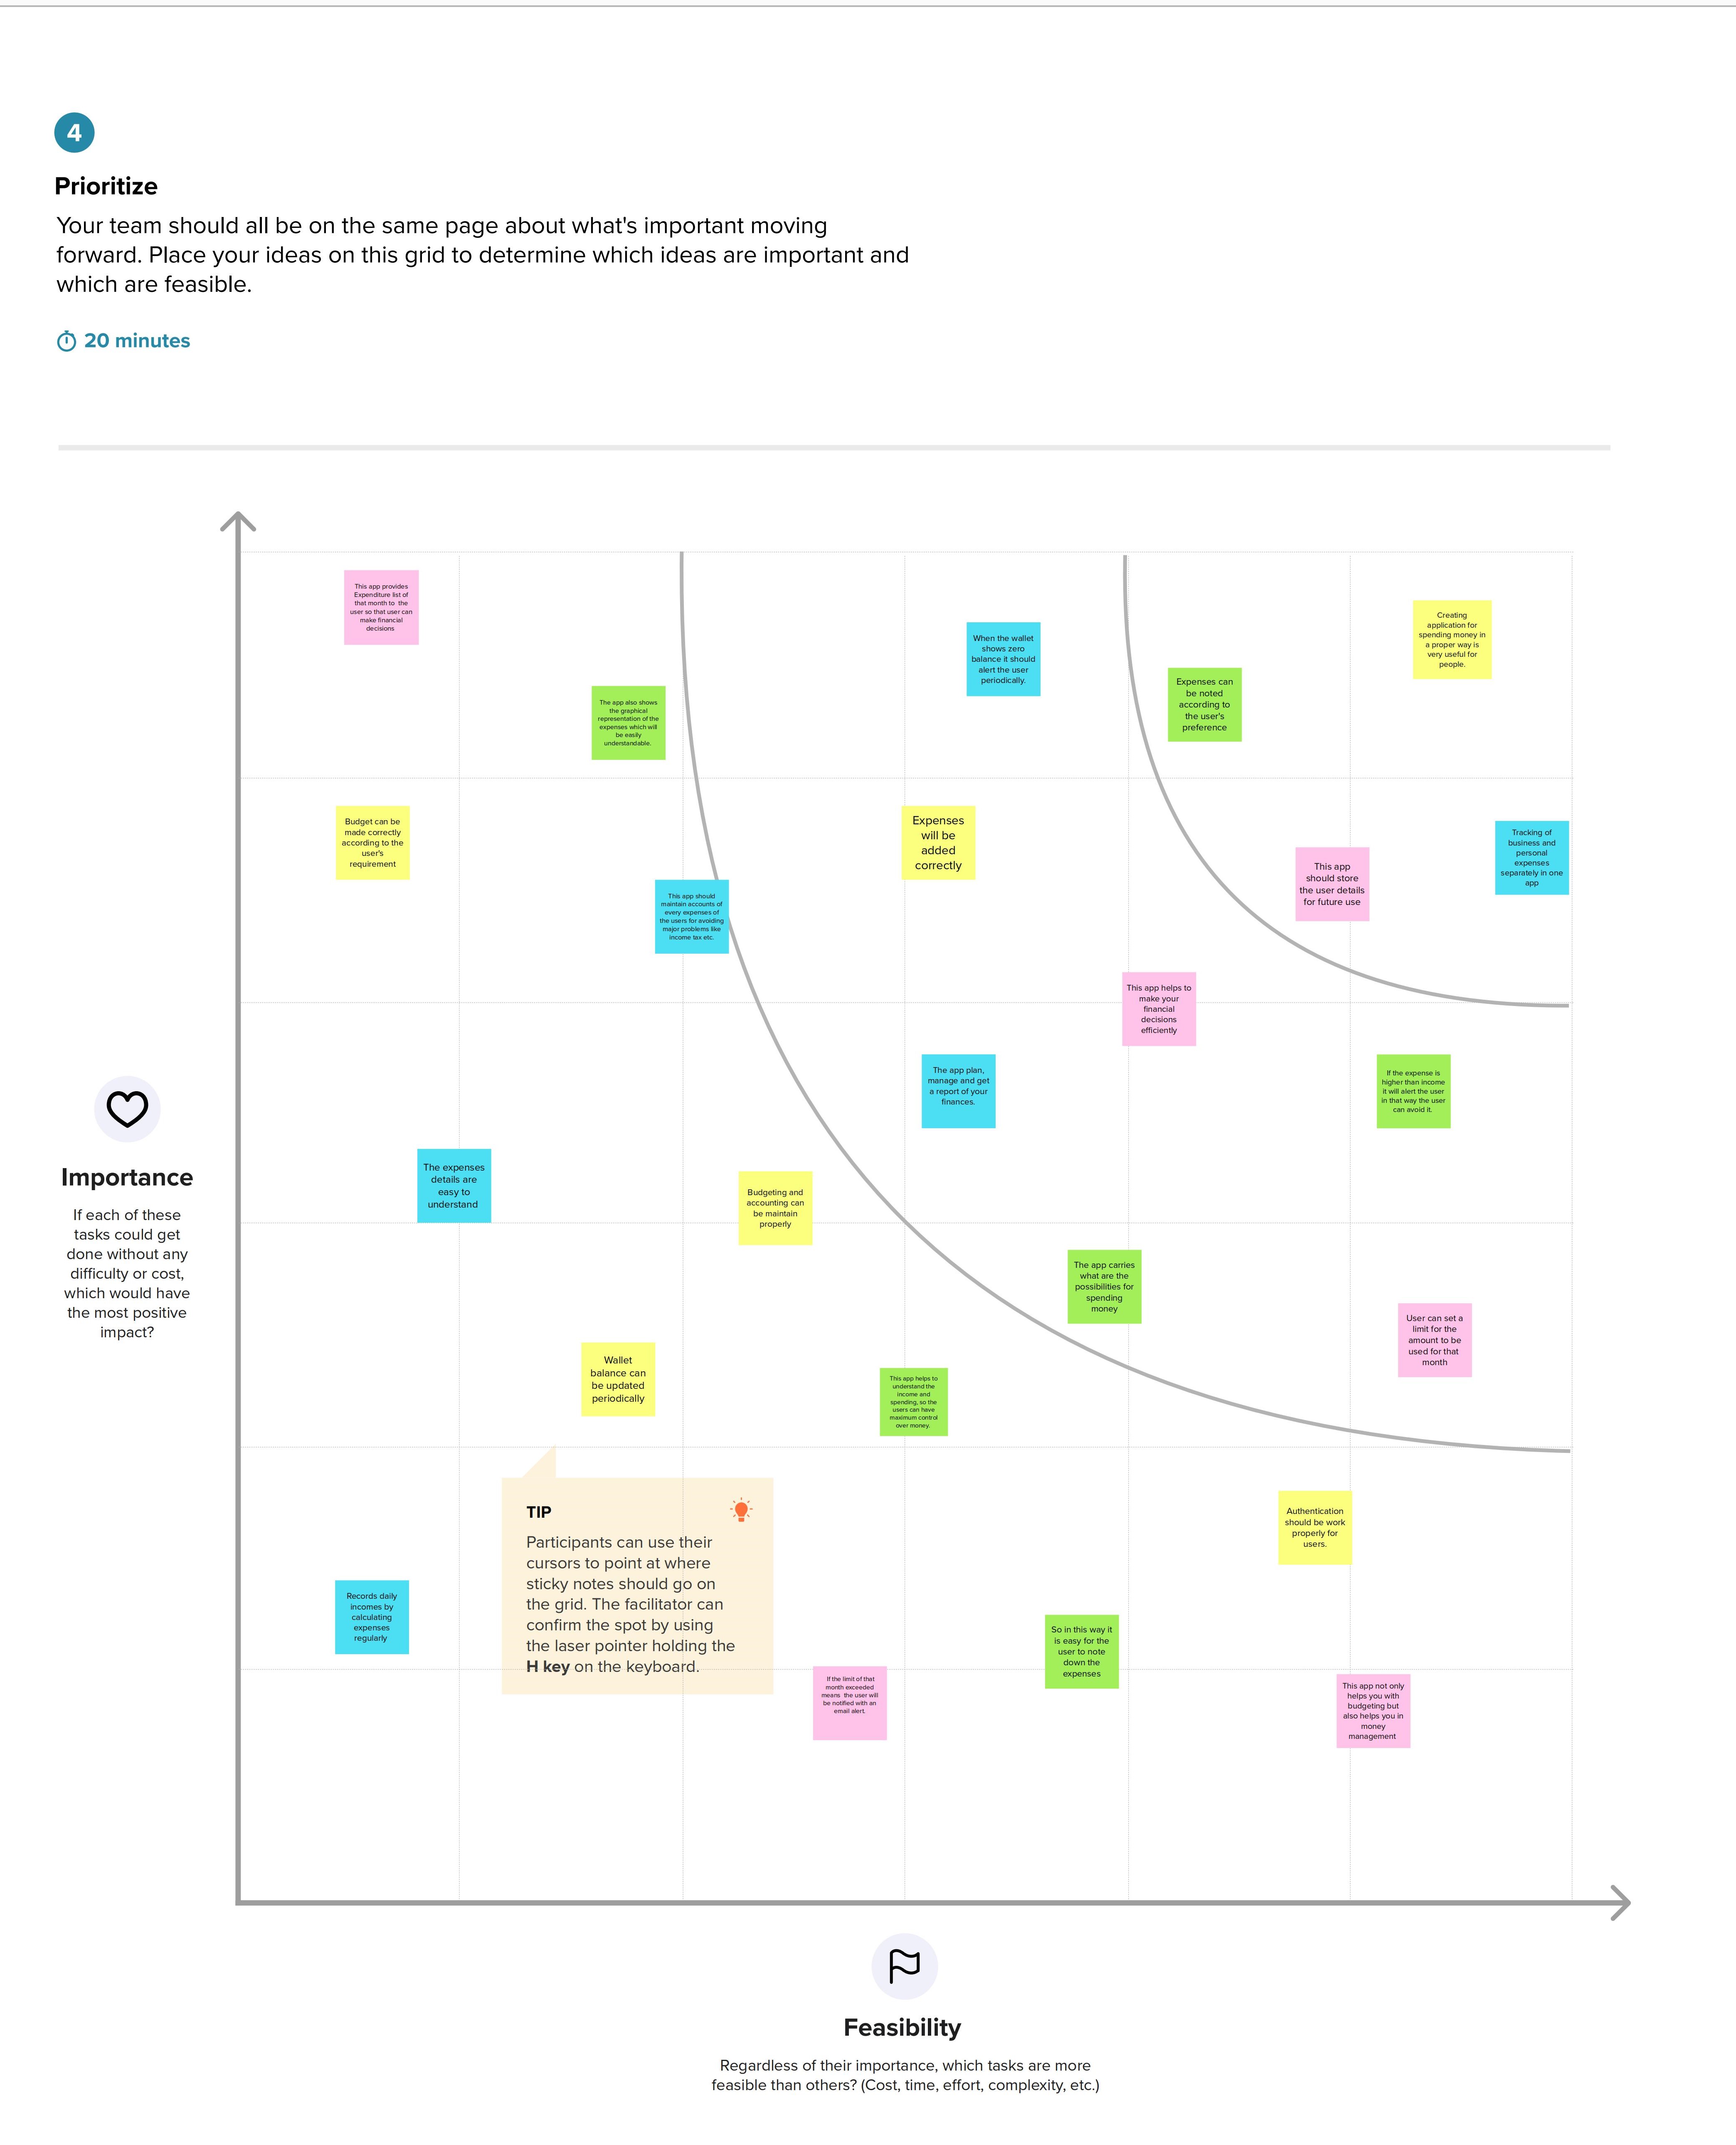 4
Prioritize
Your team should all be on the same page about what's important moving
forward. Place your ideas on this grid to determine which ideas are important and
which are feasible.
20 minutes
This app provides
Expenditure list of
that month to the
user so that user can
make financial
decisions
Creating
application for
spending money in
a proper way is
very useful for
people.
When the wallet
shows zero
balance it should
alert the user
periodically.
Expenses can
be noted
according to
the user's
preference
The app also shows
the graphical
representation of the
expenses which will
be easily
understandable.
Budget can be
made correctly
according to the
user's
requirement
Expenses
will be
added
correctly
Tracking of
business and
personal
expenses
separately in one
app
This app
should store
the user details
for future use
This app should
maintain accounts of
every expenses of
the users for avoiding
major problems like
income tax etc.
This app helps to
make your
financial
decisions
efficiently
The app plan,
manage and get
a report of your
finances.
If the expense is
higher than income
it will alert the user
in that way the user
can avoid it.
Importance
If each of these
tasks could get
done without any
difficulty or cost,
which would have
the most positive
impact?
The expenses
details are
easy to
understand
Budgeting and
accounting can
be maintain
properly
The app carries
what are the
possibilities for
spending
money
User can set a
limit for the
amount to be
used for that
month
Wallet
balance can
be updated
periodically
This app helps to
understand the
income and
spending, so the
users can have
maximum control
over money.
TIP
Participants can use their
cursors to point at where
sticky notes should go on
the grid. The facilitator can
confirm the spot by using
the laser pointer holding the
H key on the keyboard.
Authentication
should be work
properly for
users.
Records daily
incomes by
calculating
expenses
regularly
So in this way it
is easy for the
user to note
down the
expenses
If the limit of that
month exceeded
means the user will
be notified with an
email alert.
This app not only
helps you with
budgeting but
also helps you in
money
management
Feasibility
Regardless of their importance, which tasks are more
feasible than others? (Cost, time, effort, complexity, etc.)